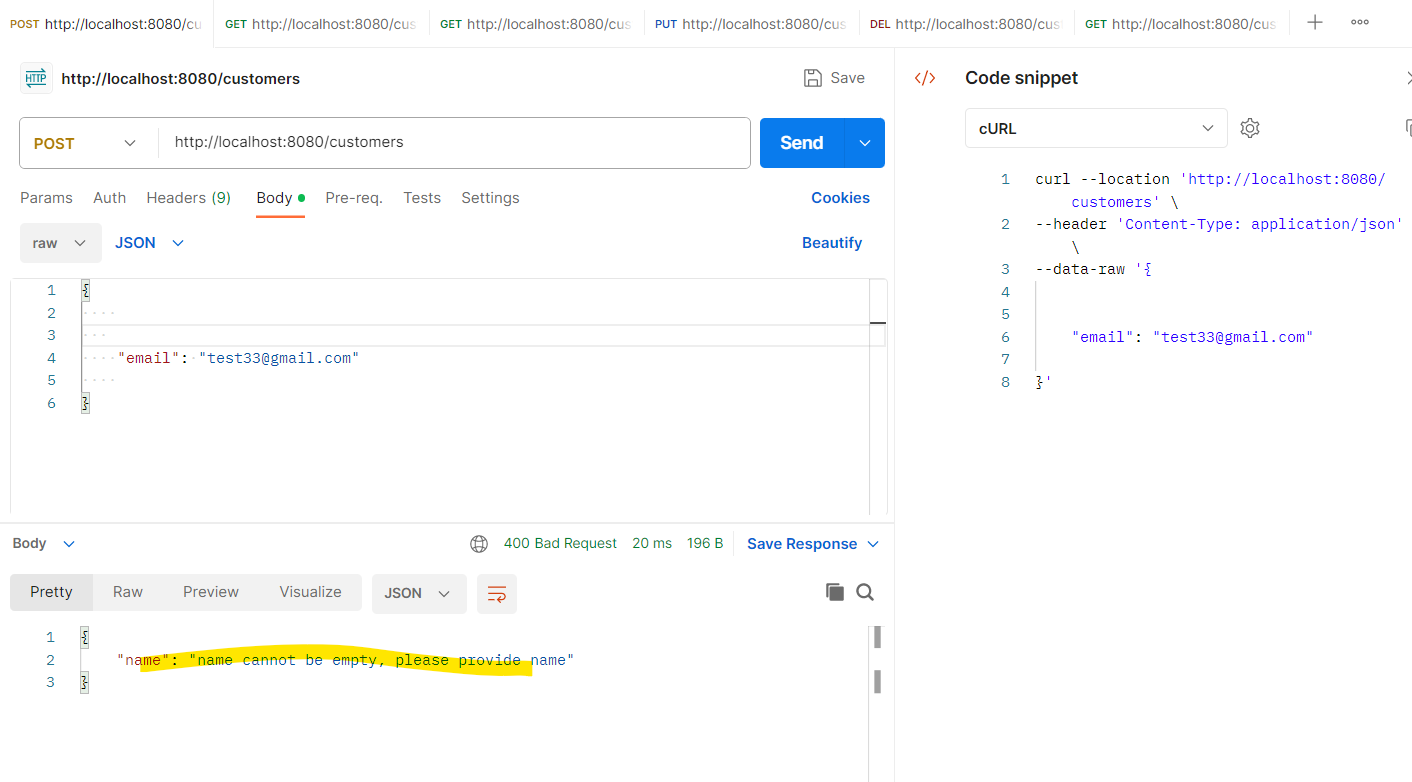 POST http://localhost:8080/cu GET http://localhost:8080/cus GET http://localhost:8080/cus PUT http://localhost:8080/cus DEL http://localhost:8080/cus GET http://localhost:8080/cus
HTTP http://localhost:8080/customers Save
POST http://localhost:8080/customers Send
Params Auth Headers (9) Body Pre-req. Tests Settings Cookies
raw JSON Beautify
1 {
2
3
4 "email": "test33@gmail.com"
5
6 }
Body 400 Bad Request 20 ms 196 B Save Response
Pretty Raw Preview Visualize JSON
1 {
2 "name": "name cannot be empty, please provide name"
3 }
</> Code snippet
cURL
1 curl --location 'http://localhost:8080/
customers' \
2 --header 'Content-Type: application/json'
\
3 --data-raw '{
4
5
6 "email": "test33@gmail.com"
7
8 }'